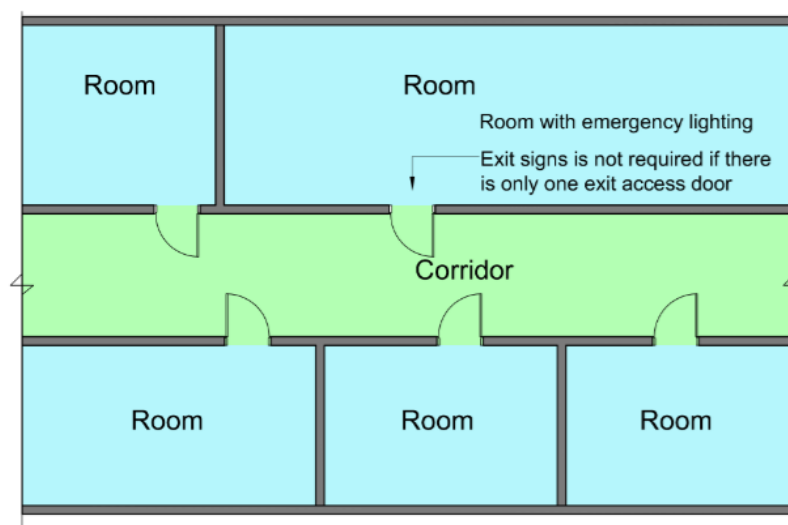 Room
Room
Room with emergency lighting
Exit signs is not required if there
is only one exit access door
Corridor
Room
Room
Room